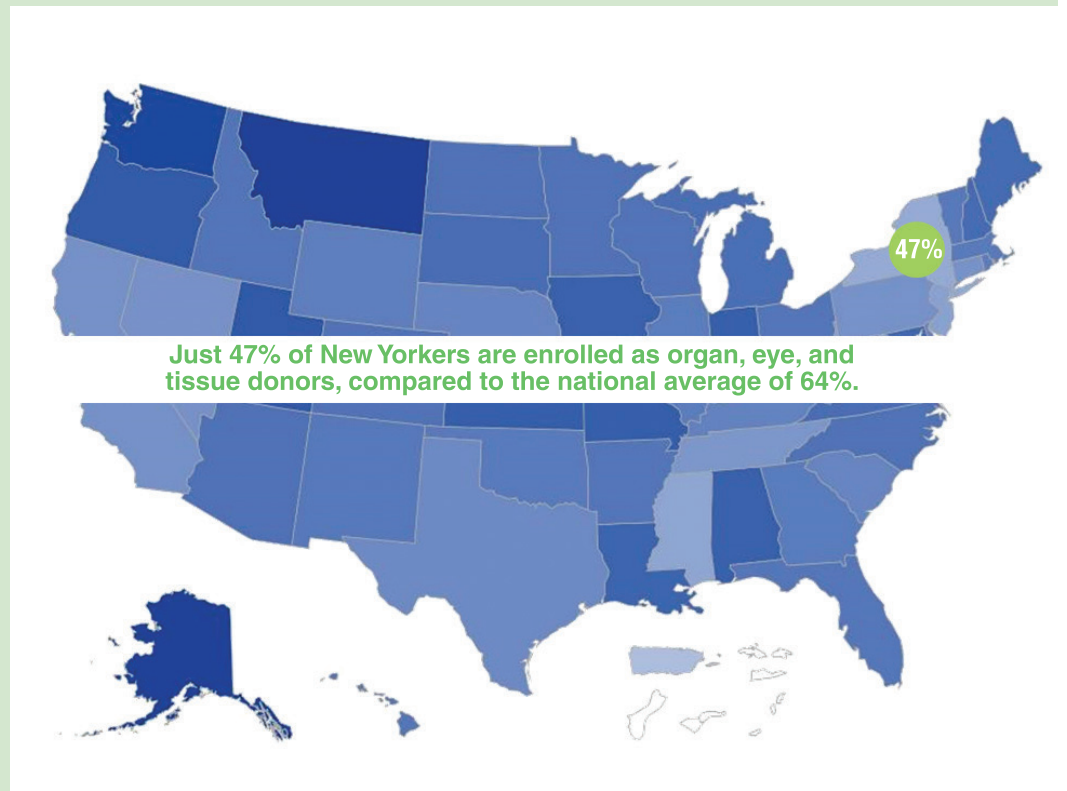 47%
Just 47% of New Yorkers are enrolled as organ, eye, and
tissue donors, compared to the national average of 64%.